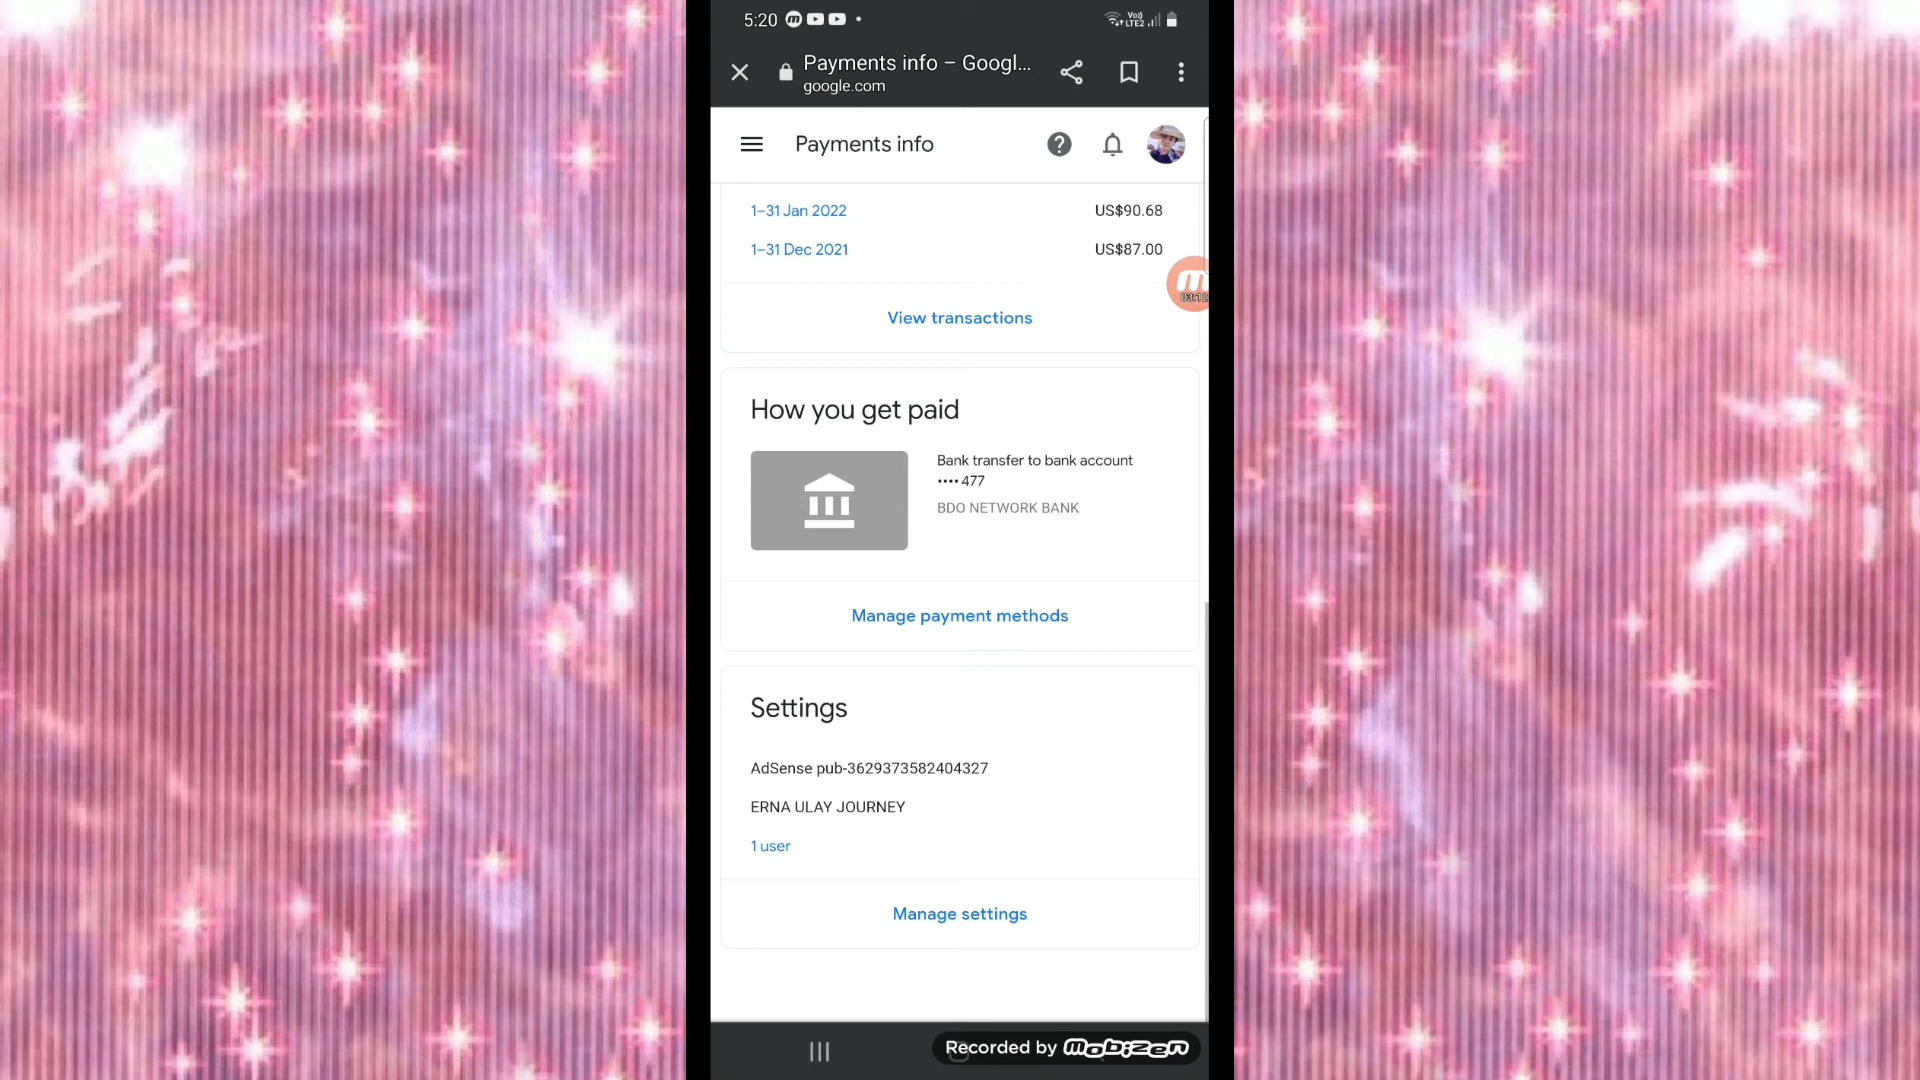 5:20
Vo)
LTE2
Payments info – Googl...
google.com
Payments info
1–31 Jan 2022 US$90.68
1–31 Dec 2021 US$87.00
View transactions
How you get paid
Bank transfer to bank account
•••• 477
BDO NETWORK BANK
Manage payment methods
Settings
AdSense pub-3629373582404327
ERNA ULAY JOURNEY
1 user
Manage settings
Recorded by mobizen